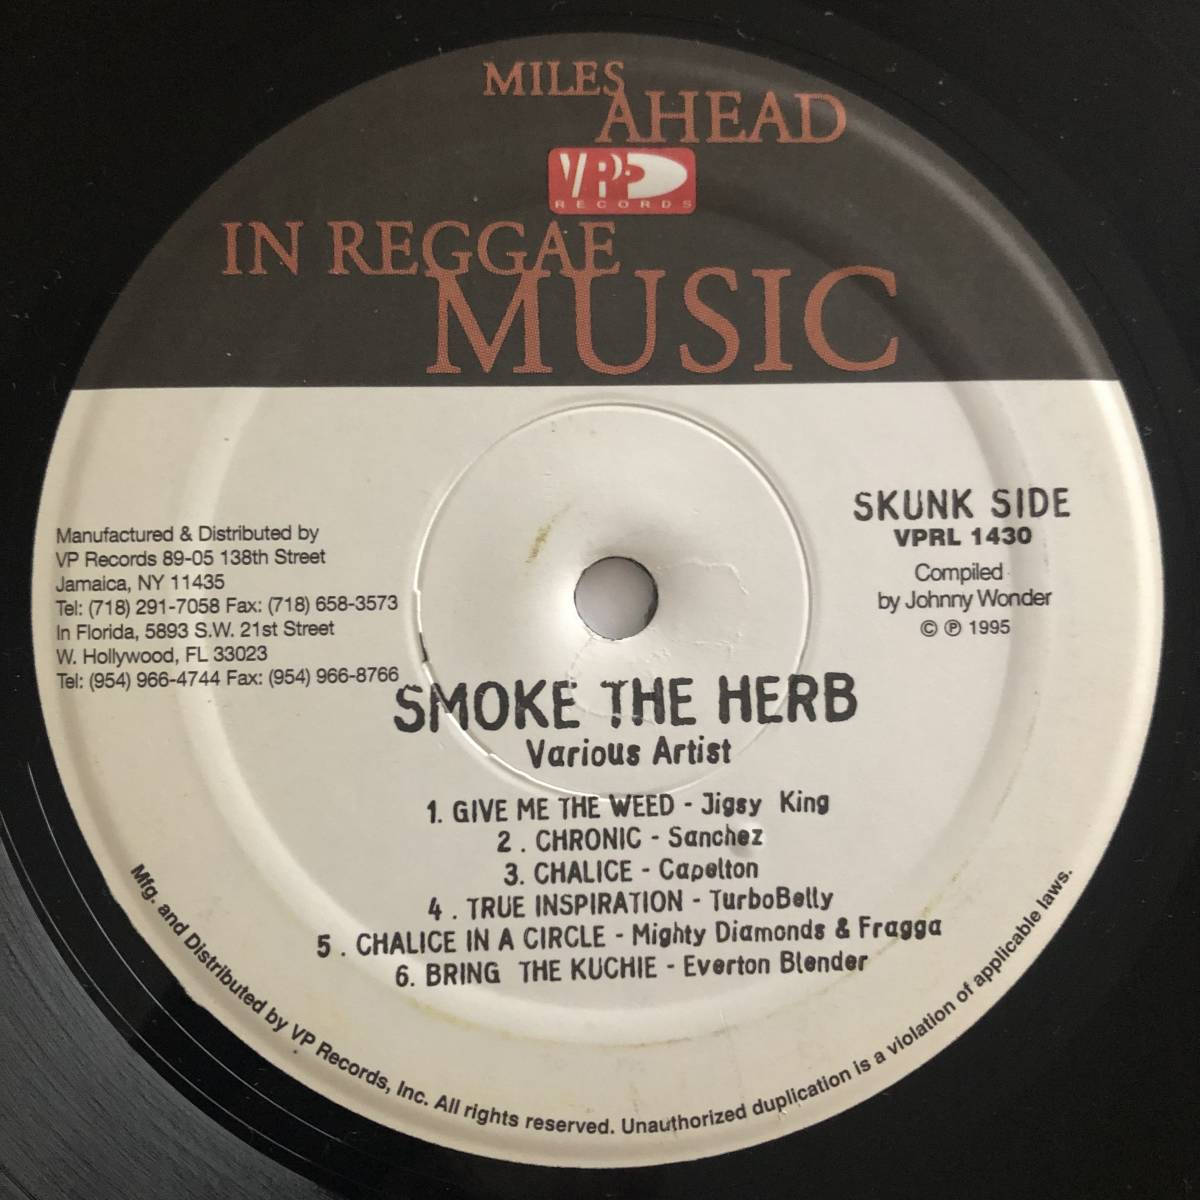 MILES
AHEAD
VP
RECORDS
IN REGGAE
MUSIC
SKUNK SIDE
VPRL 1430
Compiled
by Johnny Wonder
© ℗ 1995
Manufactured & Distributed by
VP Records 89-05 138th Street
Jamaica, NY 11435
Tel: (718) 291-7058 Fax: (718) 658-3573
In Florida, 5893 S.W. 21st Street
W. Hollywood, FL 33023
Tel: (954) 966-4744 Fax: (954) 966-8766
SMOKE THE HERB
Various Artist
1. GIVE ME THE WEED - Jigsy King
2 . CHRONIC - Sanchez
3. CHALICE - Capelton
4 . TRUE INSPIRATION - TurboBelly
5 . CHALICE IN A CIRCLE - Mighty Diamonds & Fragga
6. BRING THE KUCHIE - Everton Blender
Mfg. and Distributed by VP Records, Inc. All rights reserved. Unauthorized duplication is a violation of applicable laws.